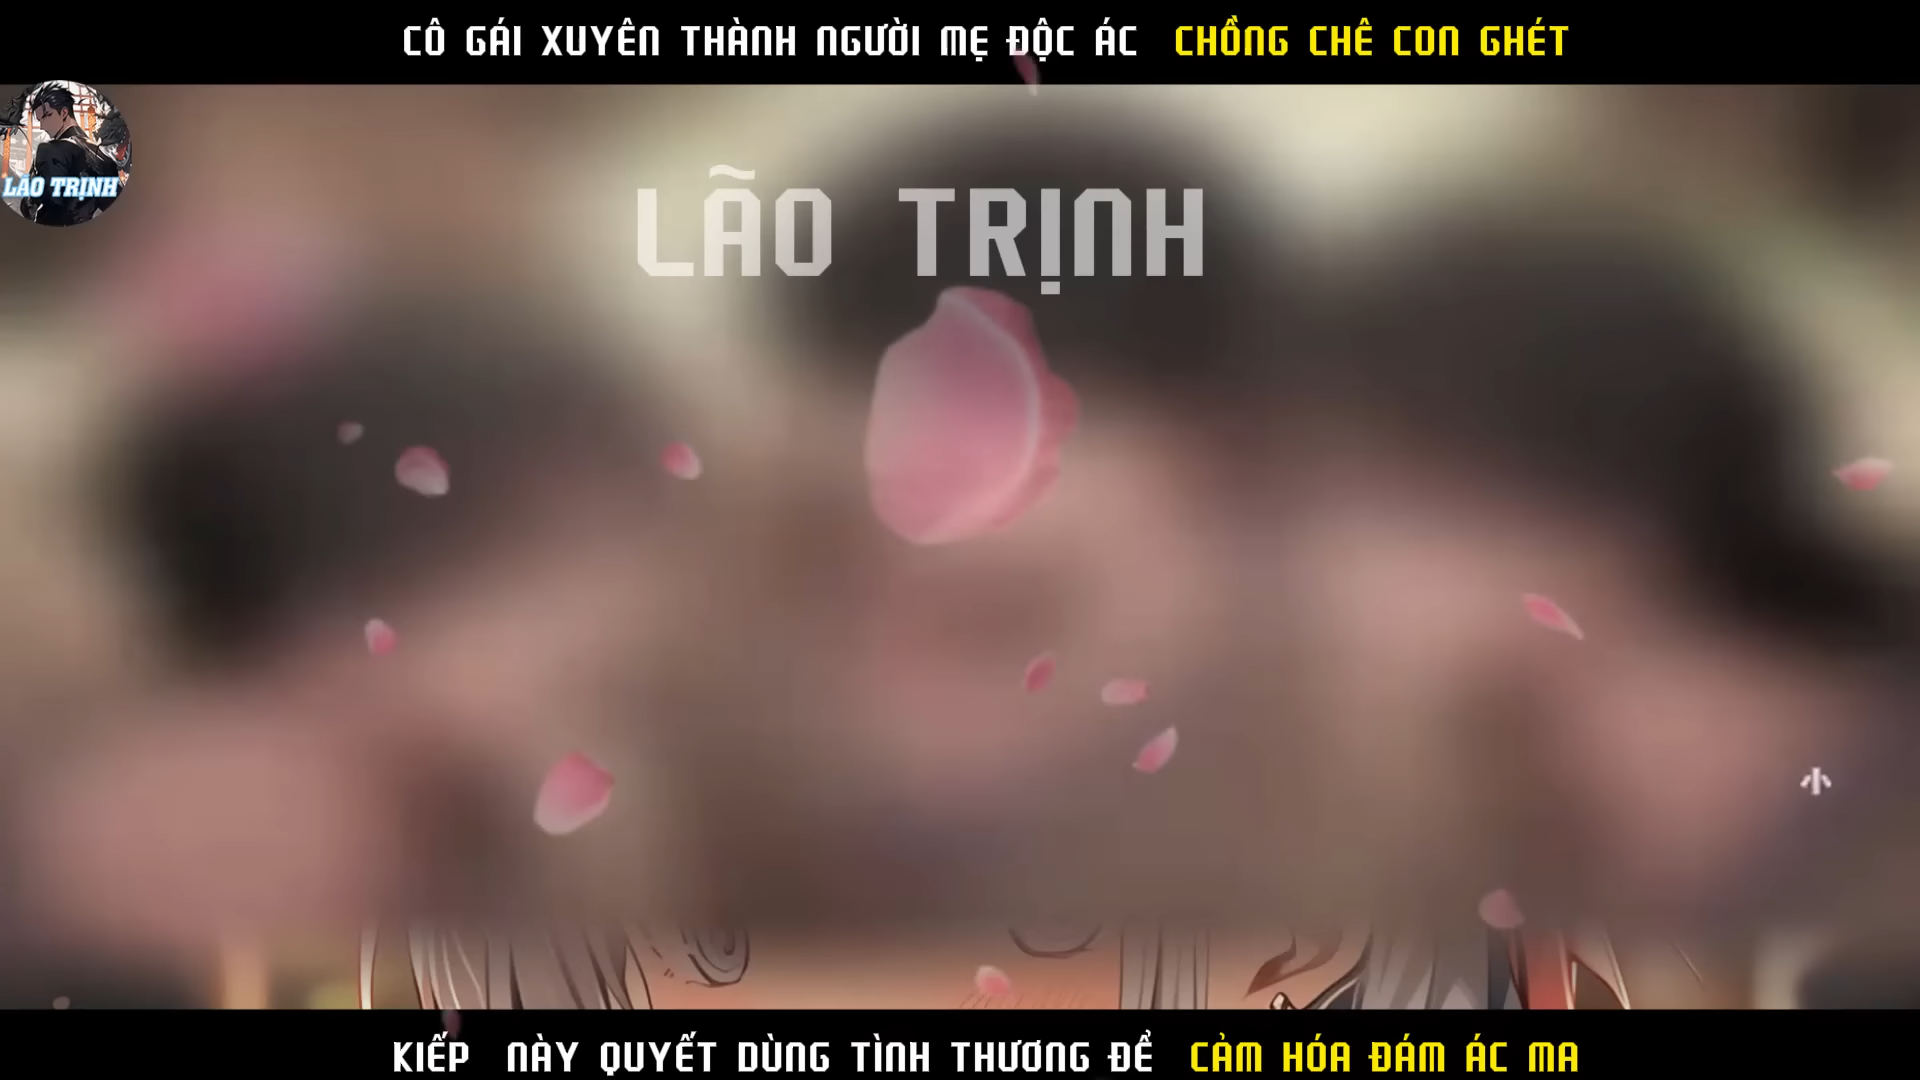 CÔ GÁI XUYÊN THÀNH NGƯỜI MẸ ĐỘC ÁC CHỒNG CHÊ CON GHÉT
LÃO TRỊNH
LÃO TRỊNH
KIẾP NÀY QUYẾT DÙNG TÌNH THƯƠNG ĐỂ CẢM HÓA ĐÁM ÁC MA